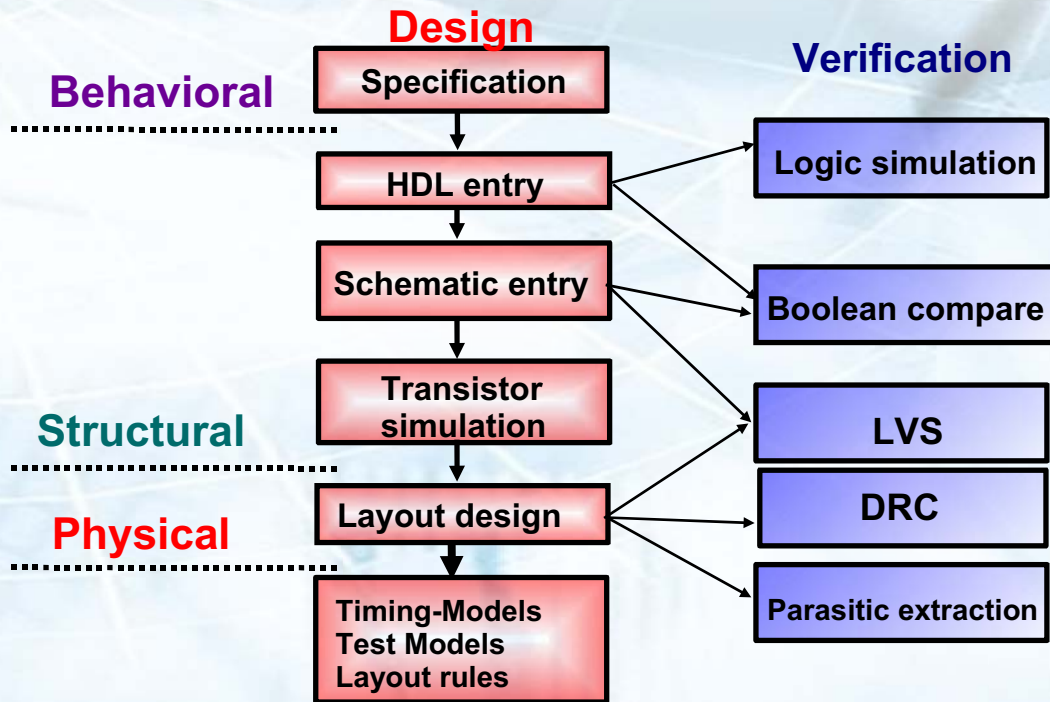 Design
Verification
Behavioral
Specification
HDL entry
Logic simulation
Schematic entry
Boolean compare
Transistor
simulation
Structural
LVS
Layout design
DRC
Physical
Timing-Models
Test Models
Layout rules
Parasitic extraction